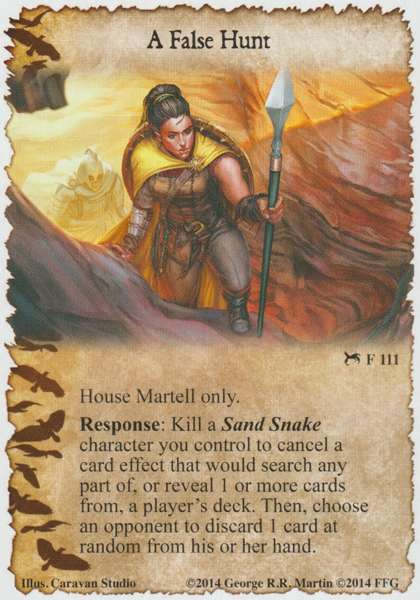 A False Hunt
F 111
House Martell only.
Response: Kill a Sand Snake
character you control to cancel a
card effect that would search any
part of, or reveal 1 or more cards
from, a player's deck. Then, choose
an opponent to discard 1 card at
random from his or her hand.
Illus. Caravan Studio ©2014 George R.R. Martin ©2014 FFG